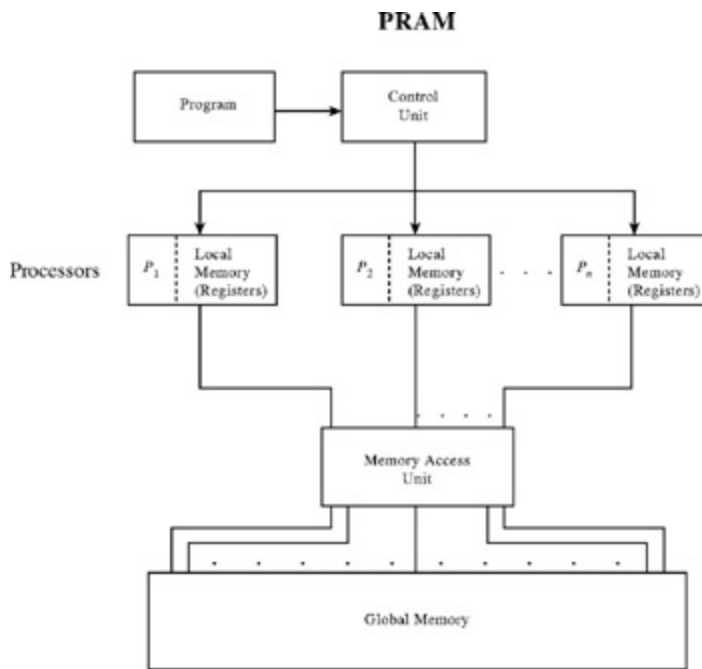 PRAM
Program
Control
Unit
Processors
P1
Local
Memory
(Registers)
P2
Local
Memory
(Registers)
. . . .
Pn
Local
Memory
(Registers)
. . . .
Memory Access
Unit
. . . . . . . . . . .
Global Memory